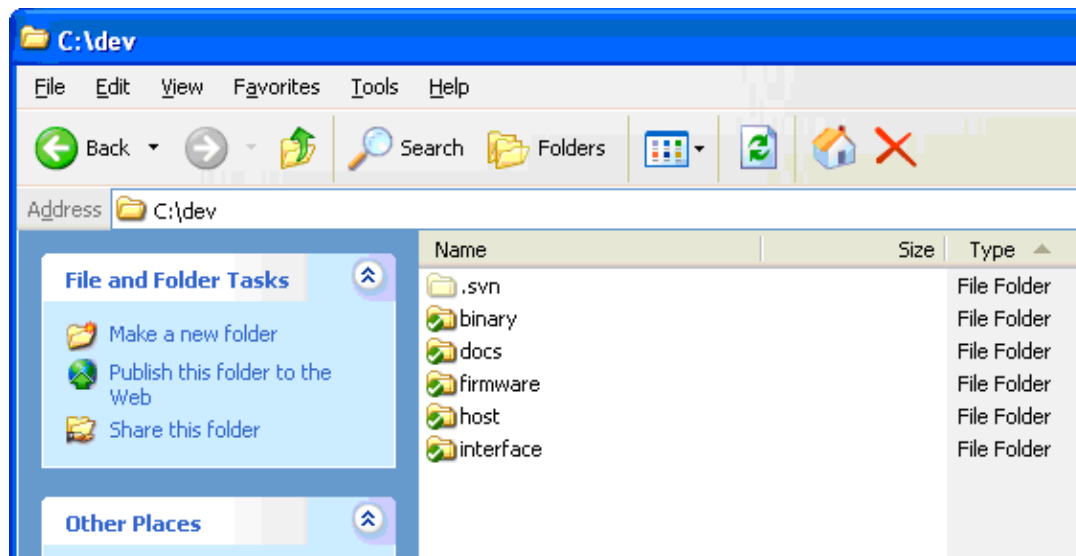 C:\dev
File Edit View Favorites Tools Help
Back Search Folders
Address C:\dev
Name Size Type
File and Folder Tasks
Make a new folder
Publish this folder to the
Web
Share this folder
Other Places
.svn File Folder
binary File Folder
docs File Folder
firmware File Folder
host File Folder
interface File Folder